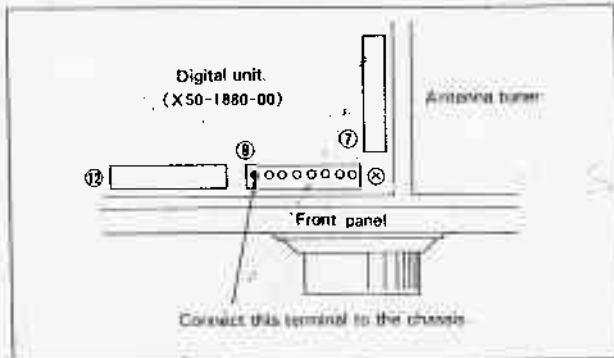 Digital unit.
(X50-1880-00)
Antenna tuner
⑦
⑧
⑫
Front panel
Connect this terminal to the chassis.